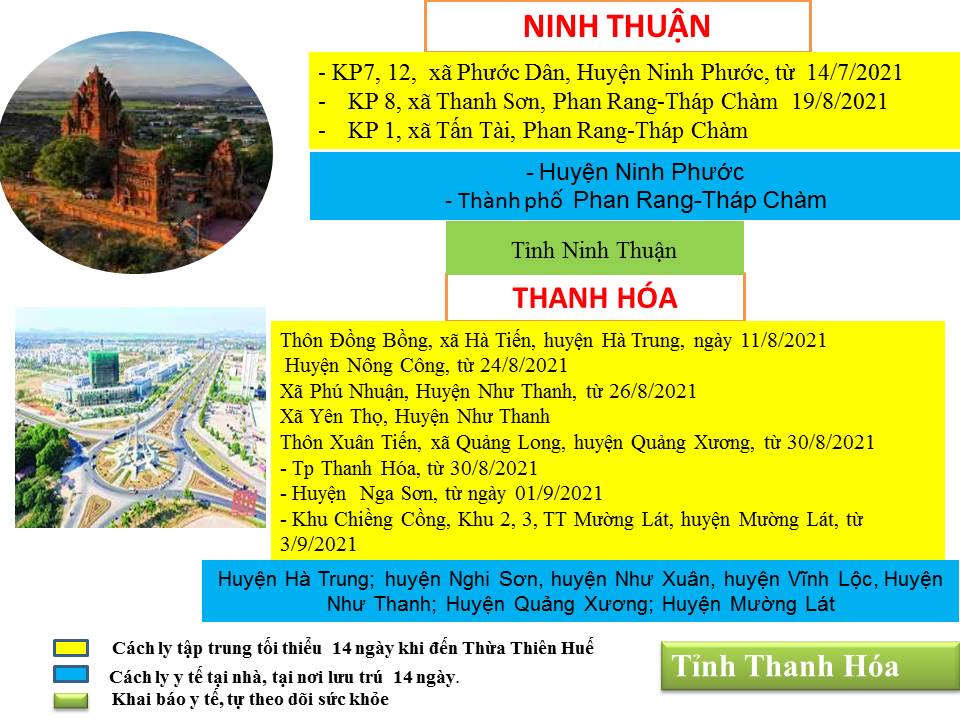 NINH THUẬN
- KP7, 12, xã Phước Dân, Huyện Ninh Phước, từ 14/7/2021
- KP 8, xã Thanh Sơn, Phan Rang-Tháp Chàm 19/8/2021
- KP 1, xã Tấn Tài, Phan Rang-Tháp Chàm
- Huyện Ninh Phước
- Thành phố Phan Rang-Tháp Chàm
Tỉnh Ninh Thuận
THANH HÓA
Thôn Đồng Bồng, xã Hà Tiến, huyện Hà Trung, ngày 11/8/2021
Huyện Nông Công, từ 24/8/2021
Xã Phú Nhuận, Huyện Như Thanh, từ 26/8/2021
Xã Yên Thọ, Huyện Như Thanh
Thôn Xuân Tiến, xã Quảng Long, huyện Quảng Xương, từ 30/8/2021
- Tp Thanh Hóa, từ 30/8/2021
- Huyện Nga Sơn, từ ngày 01/9/2021
- Khu Chiềng Cồng, Khu 2, 3, TT Mường Lát, huyện Mường Lát, từ
3/9/2021
Huyện Hà Trung; huyện Nghi Sơn, huyện Như Xuân, huyện Vĩnh Lộc, Huyện
Như Thanh; Huyện Quảng Xương; Huyện Mường Lát
Cách ly tập trung tối thiểu 14 ngày khi đến Thừa Thiên Huế
Cách ly y tế tại nhà, tại nơi lưu trú 14 ngày.
Khai báo y tế, tự theo dõi sức khỏe
Tỉnh Thanh Hóa